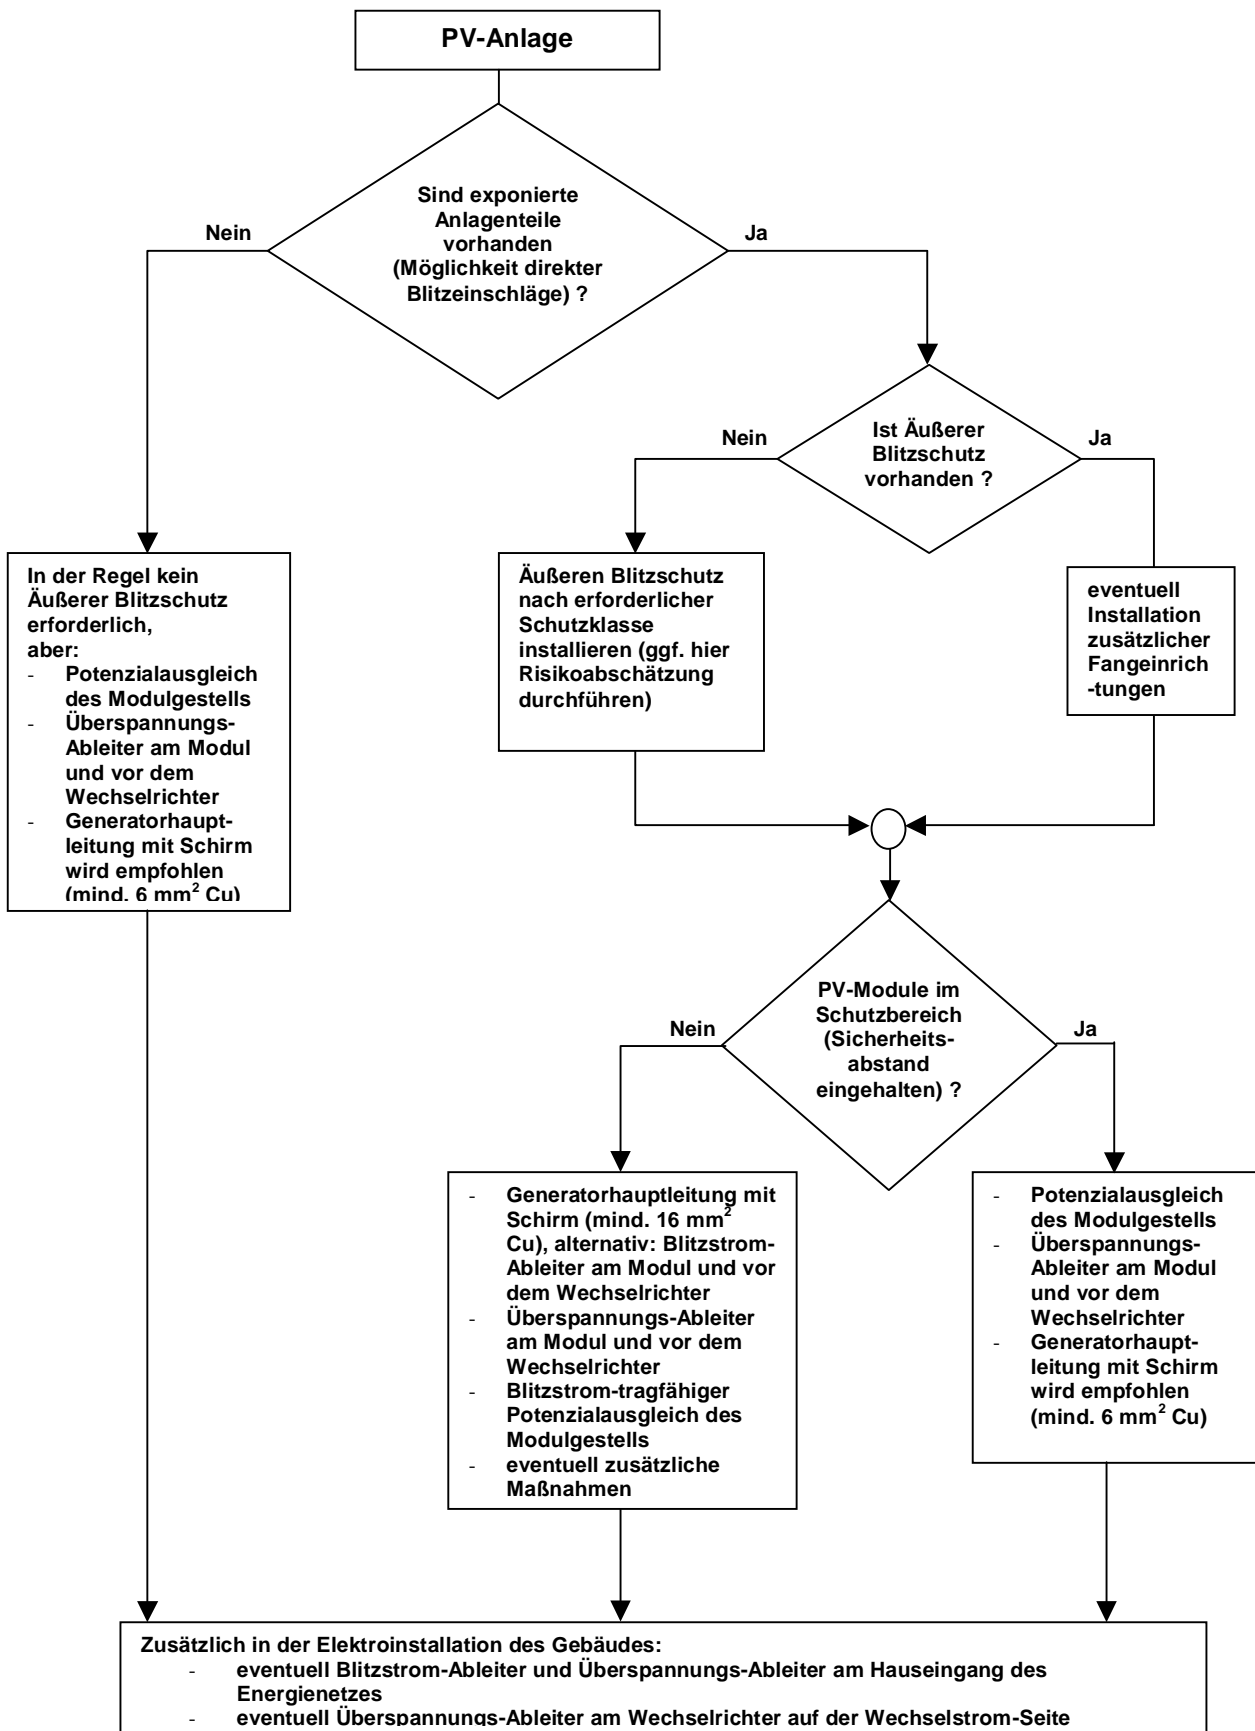 PV-Anlage
Sind exponierte
Anlagenteile
vorhanden
(Möglichkeit direkter
Blitzeinschläge) ?
Nein
Ja
Ist Äußerer
Blitzschutz
vorhanden ?
Nein
Ja
In der Regel kein
Äußerer Blitzschutz
erforderlich,
aber:
- Potenzialausgleich
des Modulgestells
- Überspannungs-
Ableiter am Modul
und vor dem
Wechselrichter
- Generatorhaupt-
leitung mit Schirm
wird empfohlen
(mind. 6 mm² Cu)
Äußeren Blitzschutz
nach erforderlicher
Schutzklasse
installieren (ggf. hier
Risikoabschätzung
durchführen)
eventuell
Installation
zusätzlicher
Fangeinrich
-tungen
PV-Module im
Schutzbereich
(Sicherheits-
abstand
eingehalten) ?
Nein
Ja
- Generatorhauptleitung mit
Schirm (mind. 16 mm²
Cu), alternativ: Blitzstrom-
Ableiter am Modul und vor
dem Wechselrichter
- Überspannungs-Ableiter
am Modul und vor dem
Wechselrichter
- Blitzstrom-tragfähiger
Potenzialausgleich des
Modulgestells
- eventuell zusätzliche
Maßnahmen
- Potenzialausgleich
des Modulgestells
- Überspannungs-
Ableiter am Modul
und vor dem
Wechselrichter
- Generatorhaupt-
leitung mit Schirm
wird empfohlen
(mind. 6 mm² Cu)
Zusätzlich in der Elektroinstallation des Gebäudes:
- eventuell Blitzstrom-Ableiter und Überspannungs-Ableiter am Hauseingang des
Energienetzes
- eventuell Überspannungs-Ableiter am Wechselrichter auf der Wechselstrom-Seite